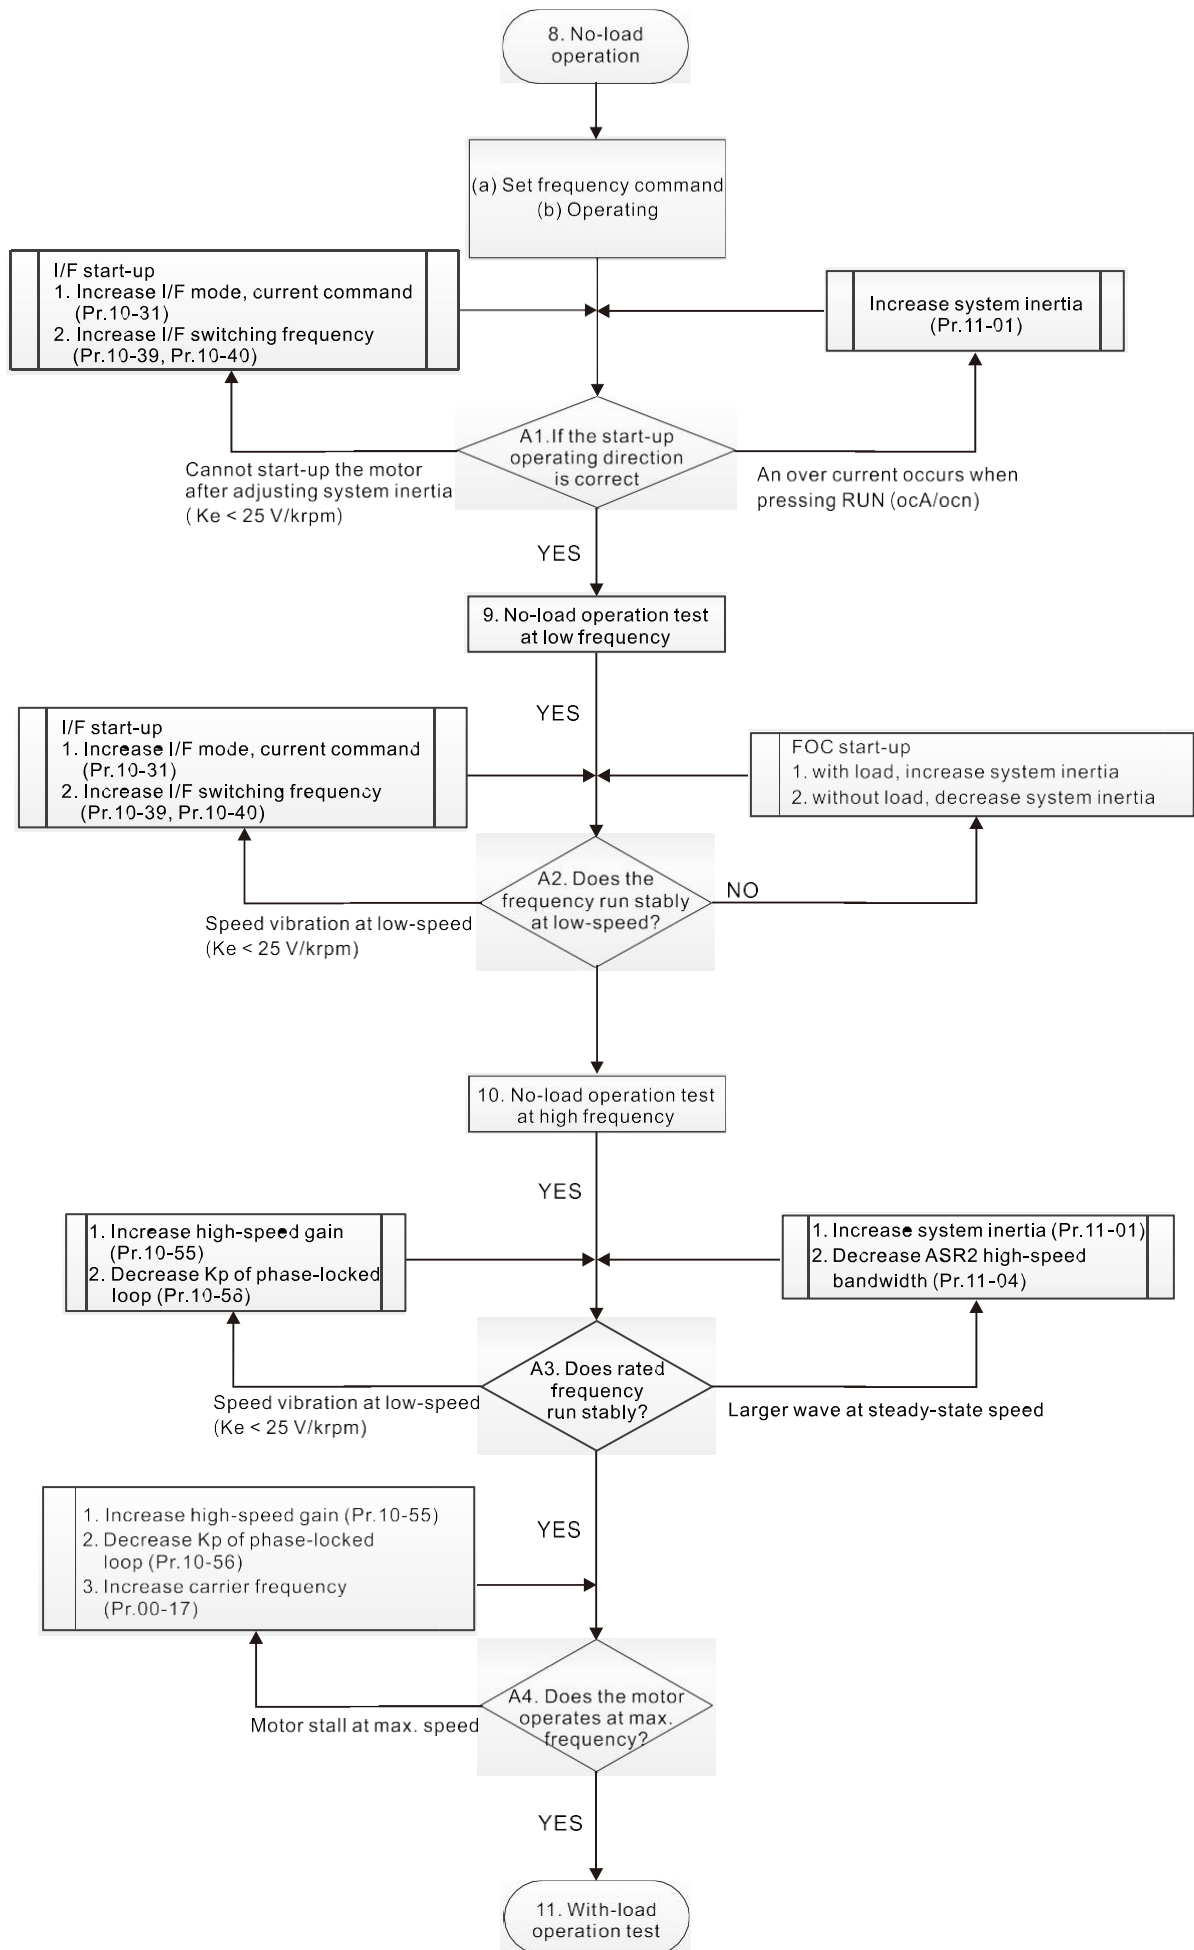 8. No-load
operation
(a) Set frequency command
(b) Operating
I/F start-up
1. Increase I/F mode, current command
(Pr.10-31)
2. Increase I/F switching frequency
(Pr.10-39, Pr.10-40)
Increase system inertia
(Pr.11-01)
A1.If the start-up
operating direction
is correct
Cannot start-up the motor
after adjusting system inertia
( Ke < 25 V/krpm)
An over current occurs when
pressing RUN (ocA/ocn)
YES
9. No-load operation test
at low frequency
YES
I/F start-up
1. Increase I/F mode, current command
(Pr.10-31)
2. Increase I/F switching frequency
(Pr.10-39, Pr.10-40)
FOC start-up
1. with load, increase system inertia
2. without load, decrease system inertia
A2. Does the
frequency run stably
at low-speed?
NO
Speed vibration at low-speed
(Ke < 25 V/krpm)
10. No-load operation test
at high frequency
YES
1. Increase high-speed gain
(Pr.10-55)
2. Decrease Kp of phase-locked
loop (Pr.10-56)
1. Increase system inertia (Pr.11-01)
2. Decrease ASR2 high-speed
bandwidth (Pr.11-04)
A3. Does rated
frequency
run stably?
Speed vibration at low-speed
(Ke < 25 V/krpm)
Larger wave at steady-state speed
YES
1. Increase high-speed gain (Pr.10-55)
2. Decrease Kp of phase-locked
loop (Pr.10-56)
3. Increase carrier frequency
(Pr.00-17)
A4. Does the motor
operates at max.
frequency?
Motor stall at max. speed
YES
11. With-load
operation test